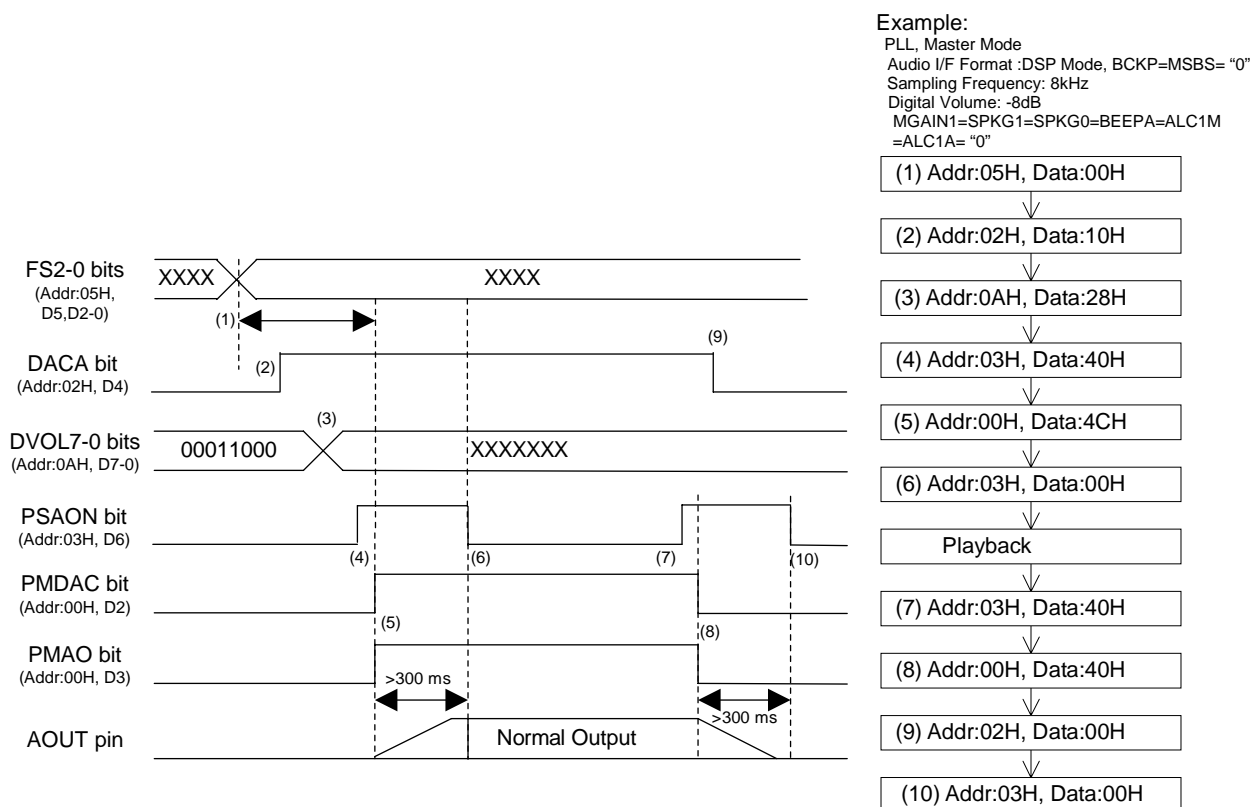 Example:
PLL, Master Mode
Audio I/F Format :DSP Mode, BCKP=MSBS= “0”
Sampling Frequency: 8kHz
Digital Volume: -8dB
MGAIN1=SPKG1=SPKG0=BEEPA=ALC1M
=ALC1A= “0”
(1) Addr:05H, Data:00H
(2) Addr:02H, Data:10H
(3) Addr:0AH, Data:28H
(4) Addr:03H, Data:40H
(5) Addr:00H, Data:4CH
(6) Addr:03H, Data:00H
Playback
(7) Addr:03H, Data:40H
(8) Addr:00H, Data:40H
(9) Addr:02H, Data:00H
(10) Addr:03H, Data:00H
FS2-0 bits
(Addr:05H,
D5,D2-0)
XXXX
XXXX
(1)
DACA bit
(Addr:02H, D4)
(2)
(9)
DVOL7-0 bits
(Addr:0AH, D7-0)
00011000
(3)
XXXXXXX
PSAON bit
(Addr:03H, D6)
(4)
(6)
(7)
(10)
PMDAC bit
(Addr:00H, D2)
(5)
(8)
PMAO bit
(Addr:00H, D3)
>300 ms
>300 ms
AOUT pin
Normal Output